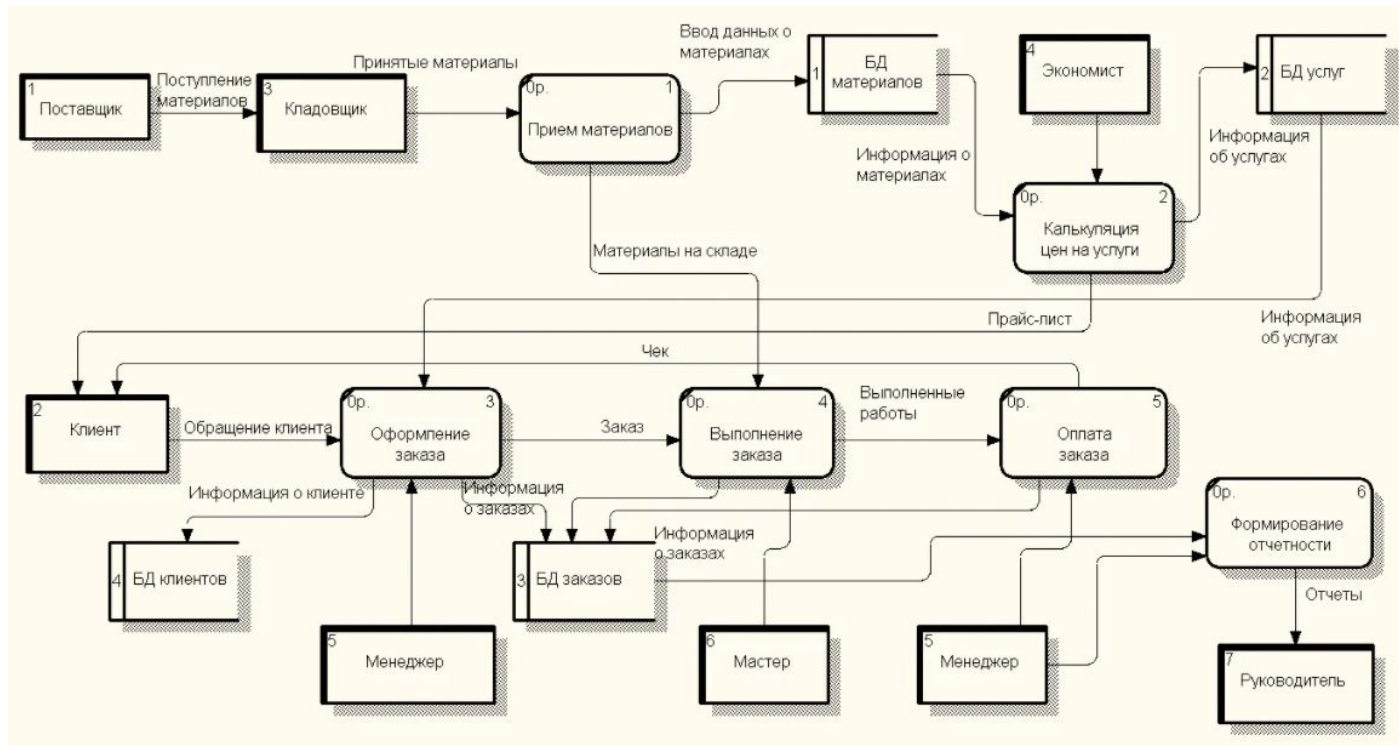 1
Поставщик
Поступление
материалов
3
Кладовщик
Принятые материалы
0р.
1
Прием материалов
Ввод данных о
материалах
1
БД
материалов
4
Экономист
2
БД услуг
Информация о
материалах
Информация
об услугах
0р.
2
Калькуляция
цен на услуги
Материалы на складе
Прайс-лист
Информация
об услугах
Чек
2
Клиент
Обращение клиента
0р.
3
Оформление
заказа
Заказ
0р.
4
Выполнение
заказа
Выполненные
работы
0р.
5
Оплата
заказа
Информация о клиенте
Информация
о заказах
Информация
о заказах
0р.
6
Формирование
отчетности
4
БД клиентов
3
БД заказов
Отчеты
5
Менеджер
6
Мастер
5
Менеджер
7
Руководитель